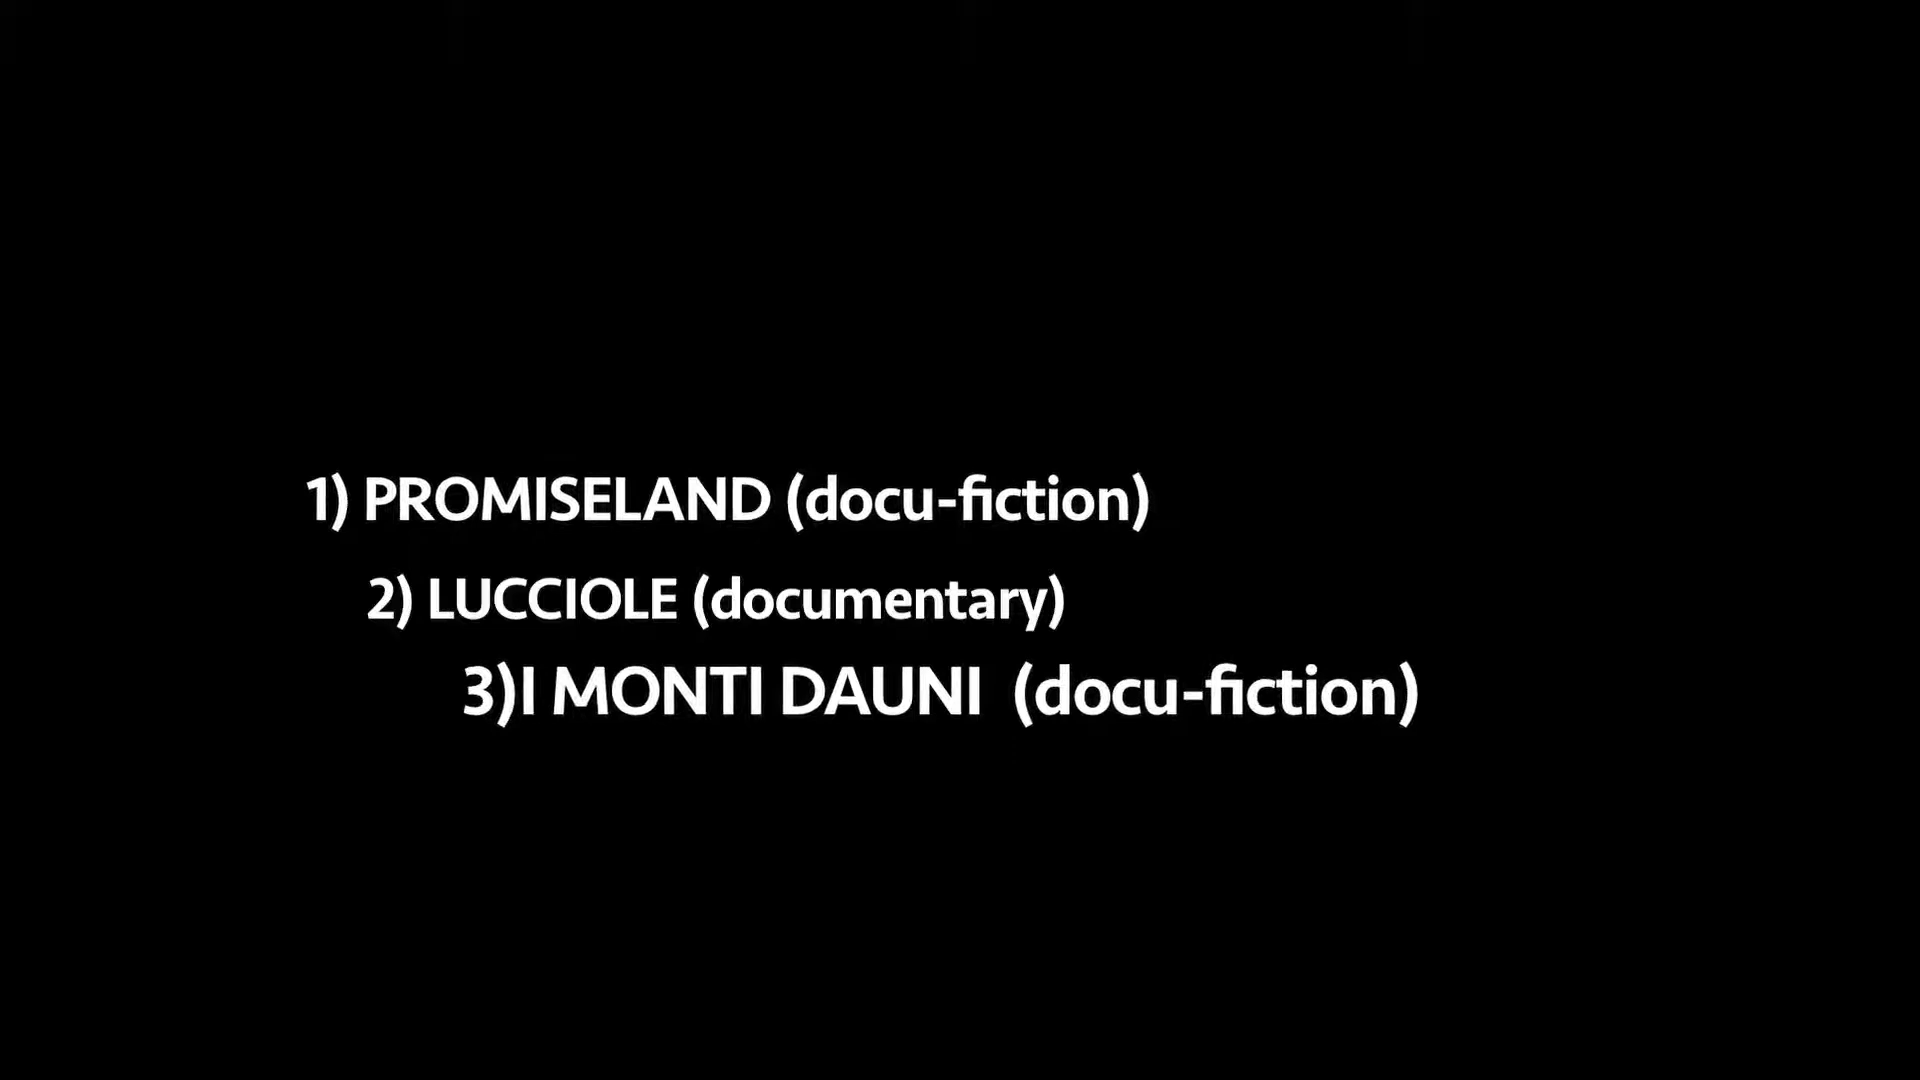 1) PROMISELAND (docu-fiction)
2) LUCCIOLE (documentary)
3)I MONTI DAUNI  (docu-fiction)